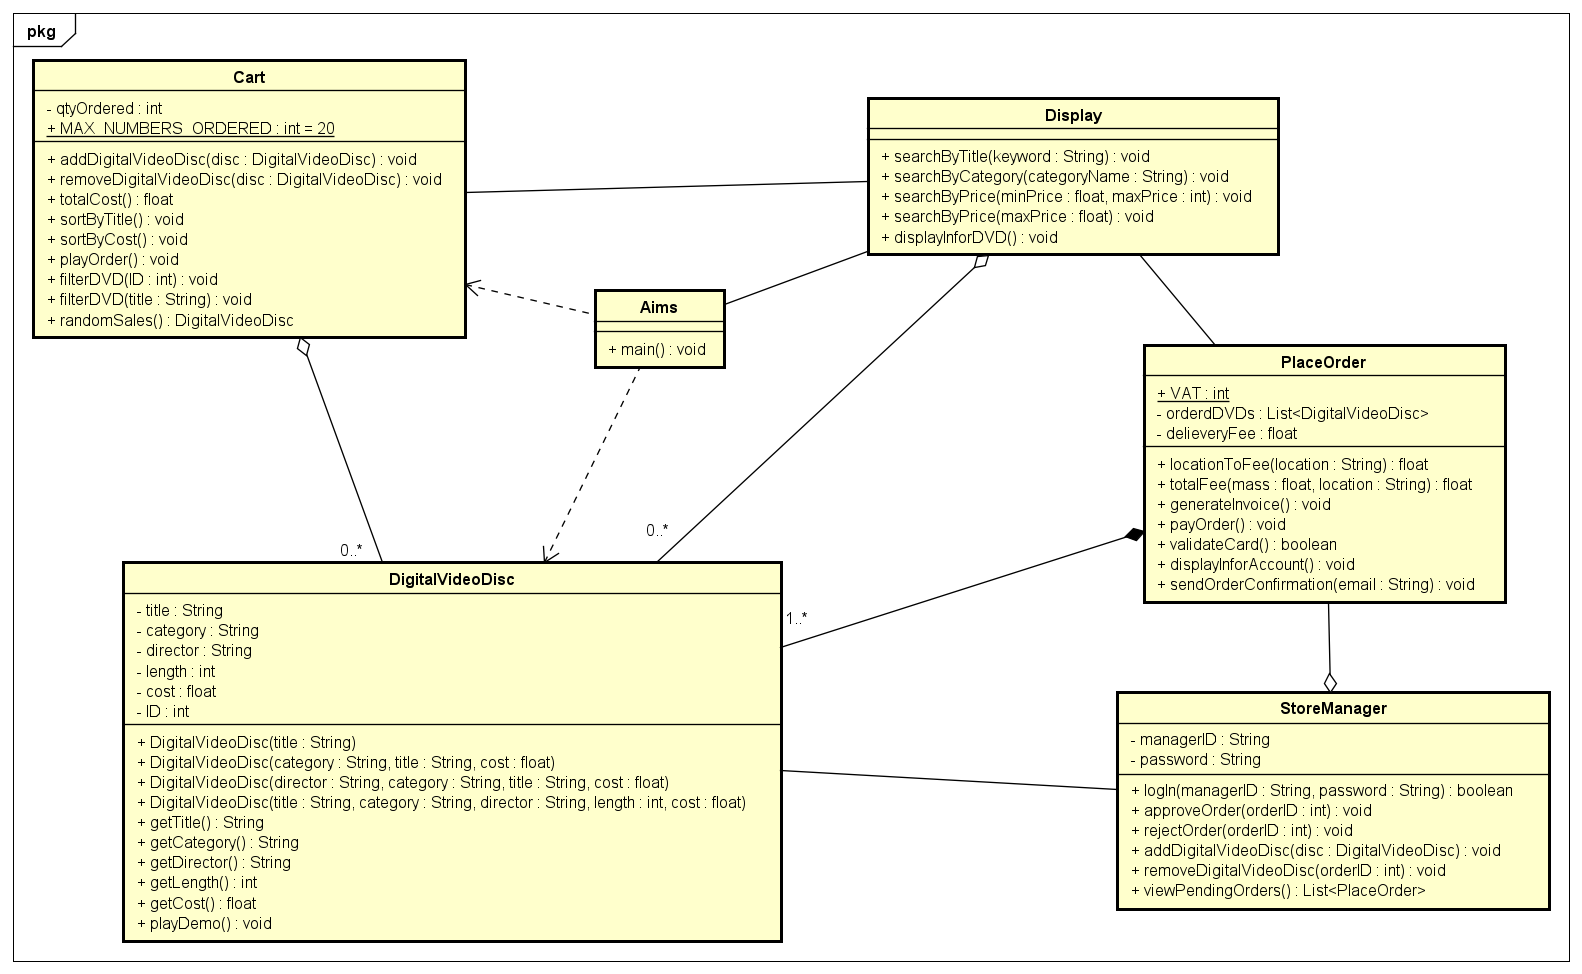 pkg
Cart
- qtyOrdered : int
+ MAX_NUMBERS_ORDERED : int = 20
+ addDigitalVideoDisc(disc : DigitalVideoDisc) : void
+ removeDigitalVideoDisc(disc : DigitalVideoDisc) : void
+ totalCost() : float
+ sortByTitle() : void
+ sortByCost() : void
+ playOrder() : void
+ filterDVD(ID : int) : void
+ filterDVD(title : String) : void
+ randomSales() : DigitalVideoDisc
Display
+ searchByTitle(keyword : String) : void
+ searchByCategory(categoryName : String) : void
+ searchByPrice(minPrice : float, maxPrice : int) : void
+ searchByPrice(maxPrice : float) : void
+ displayInforDVD() : void
Aims
+ main() : void
PlaceOrder
+ VAT : int
- orderdDVDs : List<DigitalVideoDisc>
- delieveryFee : float
+ locationToFee(location : String) : float
+ totalFee(mass : float, location : String) : float
+ generateInvoice() : void
+ payOrder() : void
+ validateCard() : boolean
+ displayInforAccount() : void
+ sendOrderConfirmation(email : String) : void
0..*
0..*
1..*
DigitalVideoDisc
- title : String
- category : String
- director : String
- length : int
- cost : float
- ID : int
+ DigitalVideoDisc(title : String)
+ DigitalVideoDisc(category : String, title : String, cost : float)
+ DigitalVideoDisc(director : String, category : String, title : String, cost : float)
+ DigitalVideoDisc(title : String, category : String, director : String, length : int, cost : float)
+ getTitle() : String
+ getCategory() : String
+ getDirector() : String
+ getLength() : int
+ getCost() : float
+ playDemo() : void
StoreManager
- managerID : String
- password : String
+ logIn(managerID : String, password : String) : boolean
+ approveOrder(orderID : int) : void
+ rejectOrder(orderID : int) : void
+ addDigitalVideoDisc(disc : DigitalVideoDisc) : void
+ removeDigitalVideoDisc(orderID : int) : void
+ viewPendingOrders() : List<PlaceOrder>